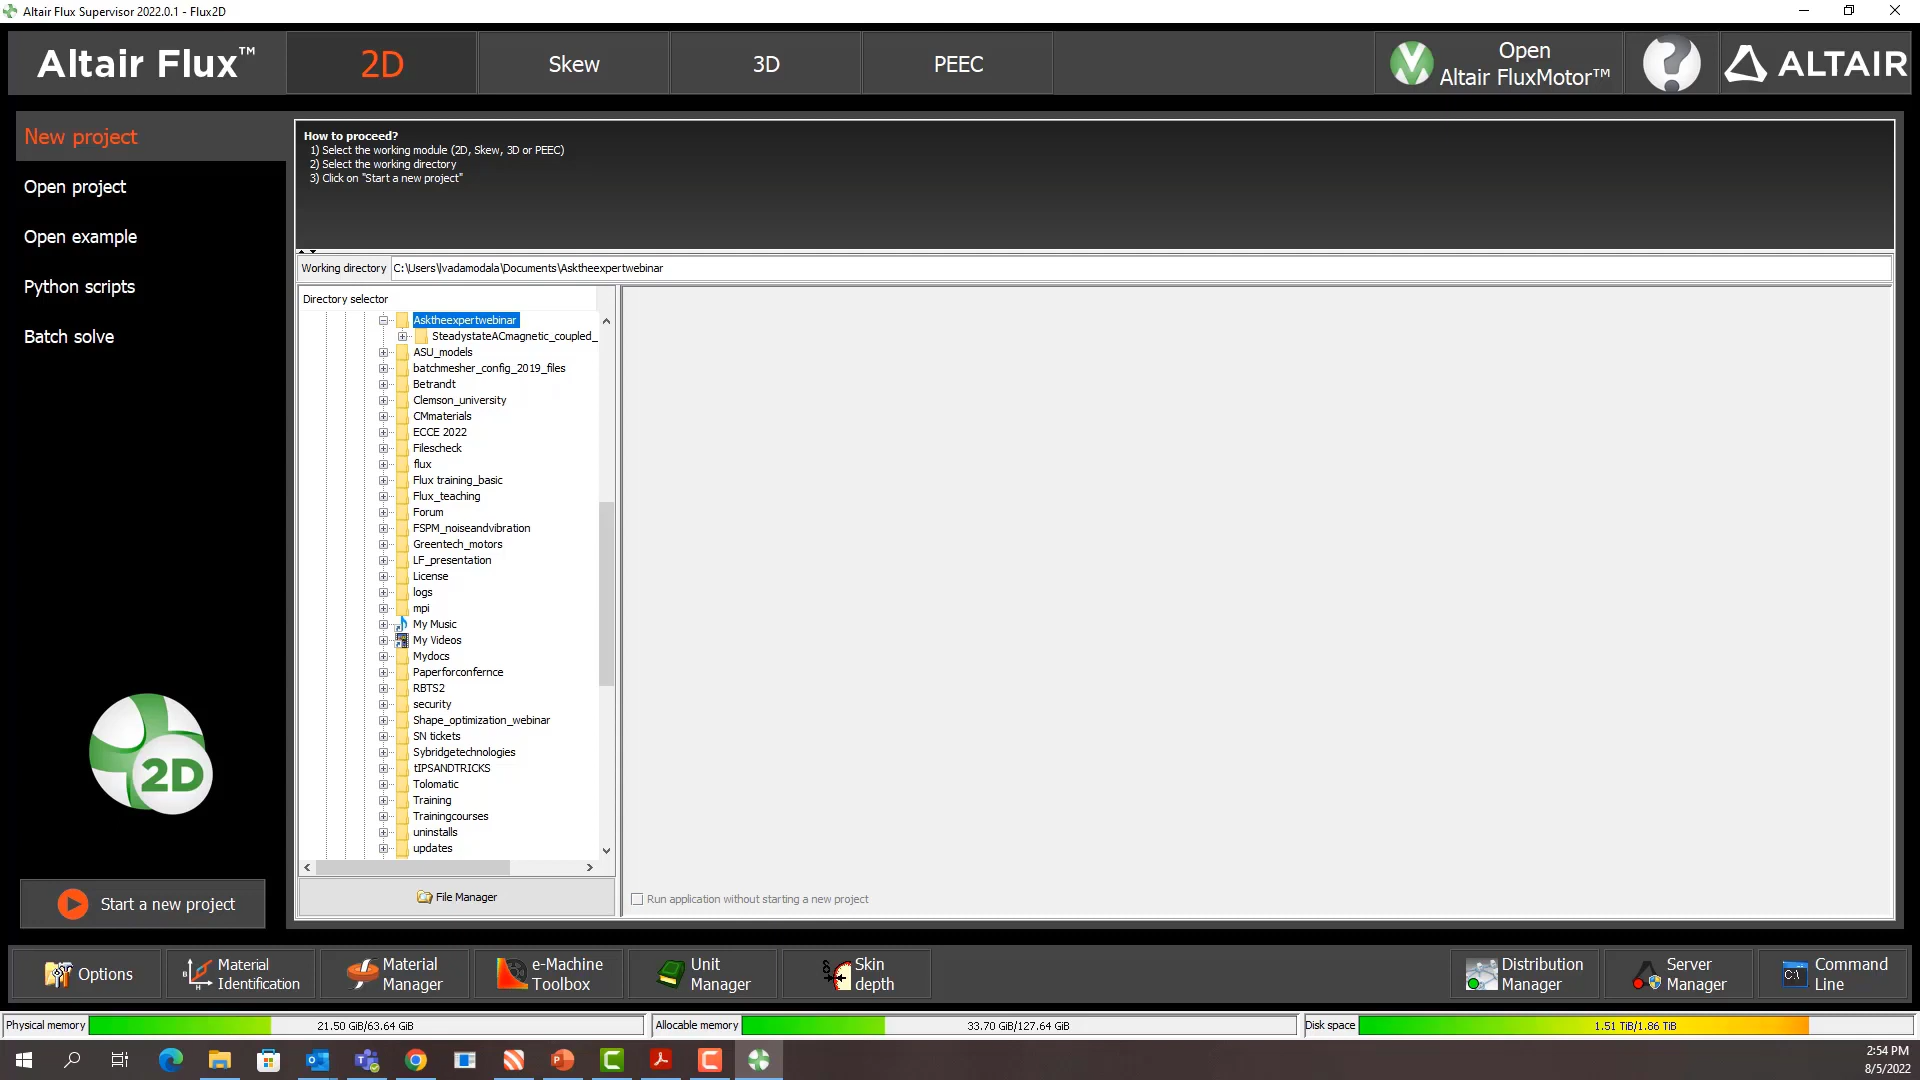 Altair Flux Supervisor 2022.0.1 - Flux2D
Altair Flux™
2D
Skew
3D
PEEC
Open
Altair FluxMotor™
?
ALTAIR
New project
Open project
Open example
Python scripts
Batch solve
How to proceed?
1) Select the working module (2D, Skew, 3D or PEEC)
2) Select the working directory
3) Click on "Start a new project"
Working directory
C:\Users\lvadamodala\Documents\Asktheexpertwebinar
Directory selector
Asktheexpertwebinar
SteadystateACmagnetic_coupled_
ASU_models
batchmesher_config_2019_files
Betrandt
Clemson_university
CMmaterials
ECCE 2022
Filescheck
flux
Flux training_basic
Flux_teaching
Forum
FSPM_noiseandvibration
Greentech_motors
LF_presentation
License
logs
mpi
My Music
My Videos
Mydocs
Paperforconfernce
RBTS2
security
Shape_optimization_webinar
SN tickets
Sybridgetechnologies
tIPSANDTRICKS
Tolomatic
Training
Trainingcourses
uninstalls
updates
File Manager
Run application without starting a new project
2D
Start a new project
Options
Material
Identification
Material
Manager
e-Machine
Toolbox
Unit
Manager
Skin
depth
Distribution
Manager
Server
Manager
Command
Line
Physical memory
21.50 GiB/63.64 GiB
Allocable memory
33.70 GiB/127.64 GiB
Disk space
1.51 TiB/1.86 TiB
2:54 PM
8/5/2022